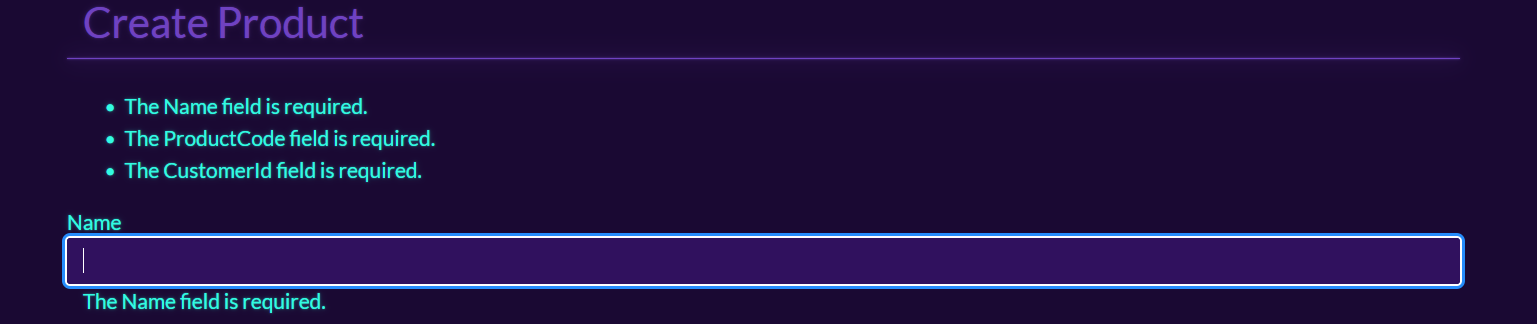 Create Product
The Name field is required.
The ProductCode field is required.
The CustomerId field is required.
Name
The Name field is required.